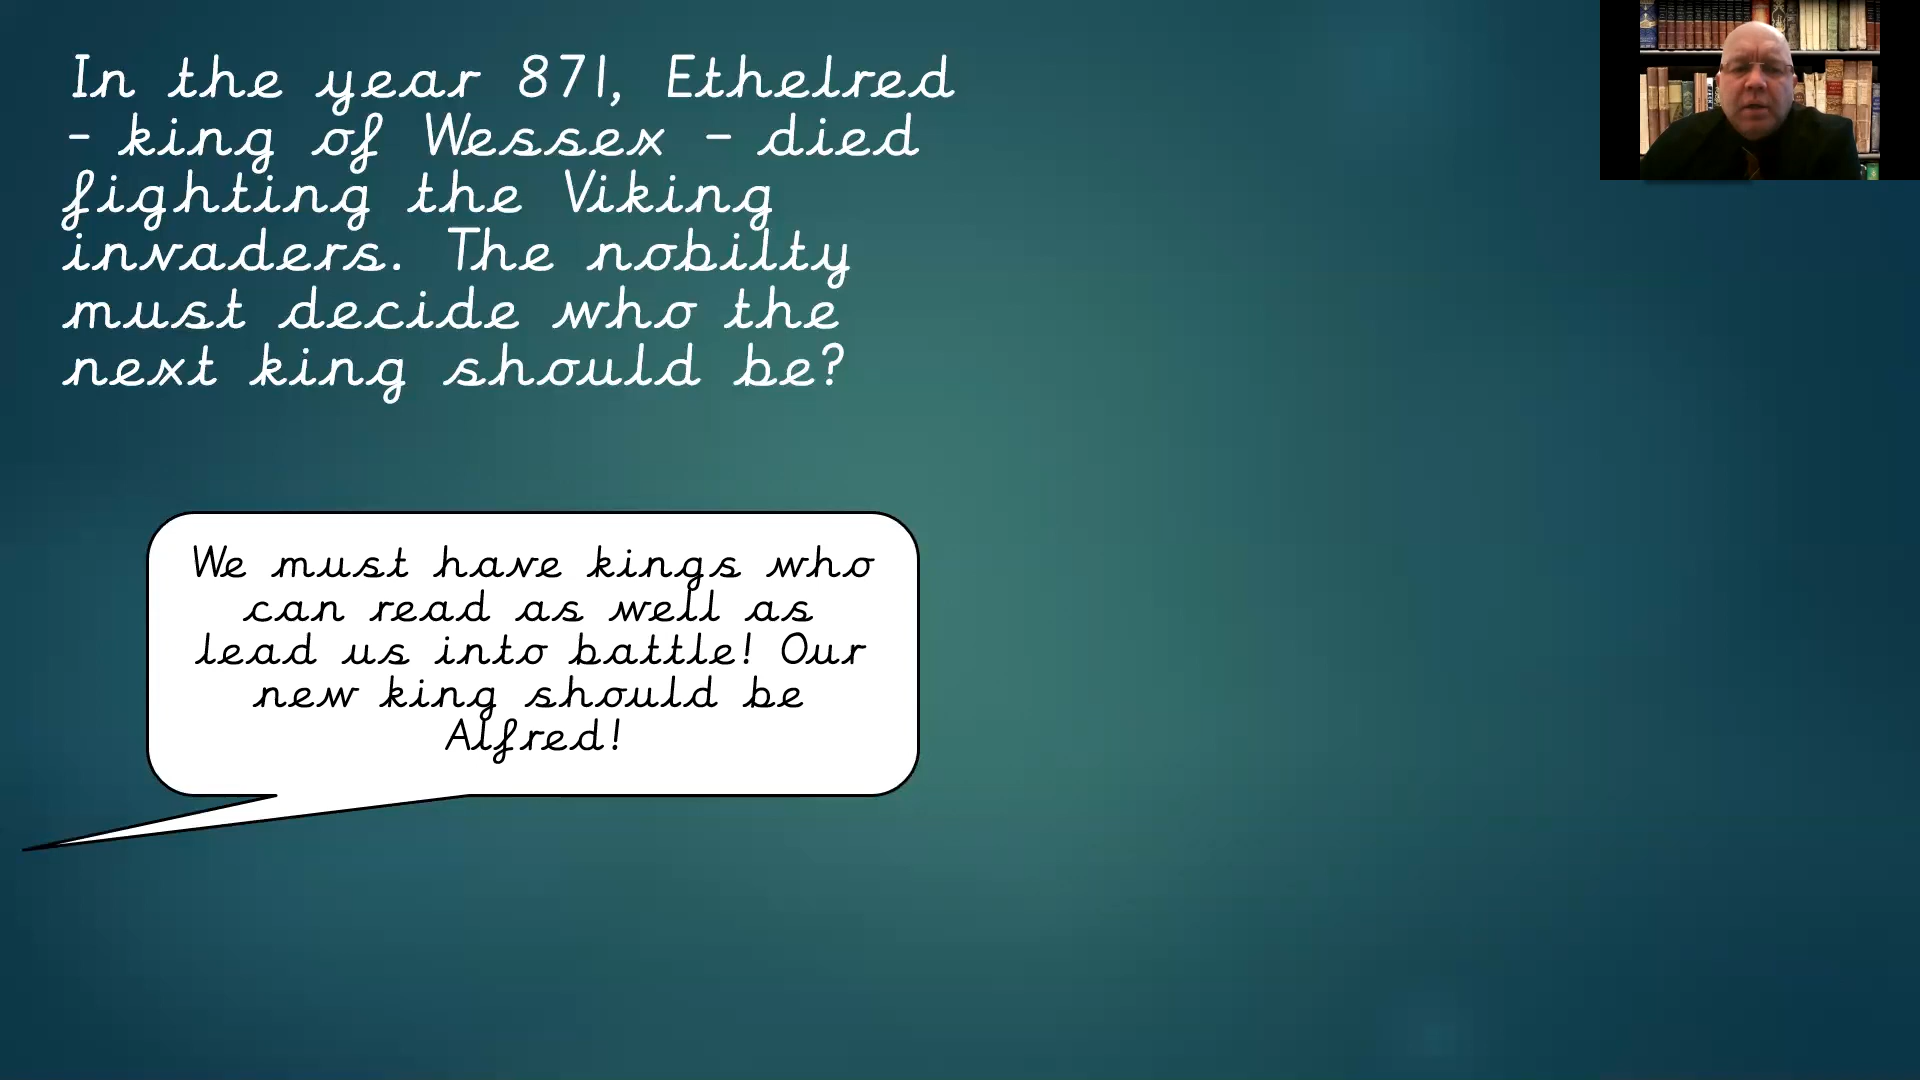 In the year 871, Ethelred
- king of Wessex - died
fighting the Viking
invaders. The nobilty
must decide who the
next king should be?
We must have kings who
can read as well as
lead us into battle! Our
new king should be
Alfred!